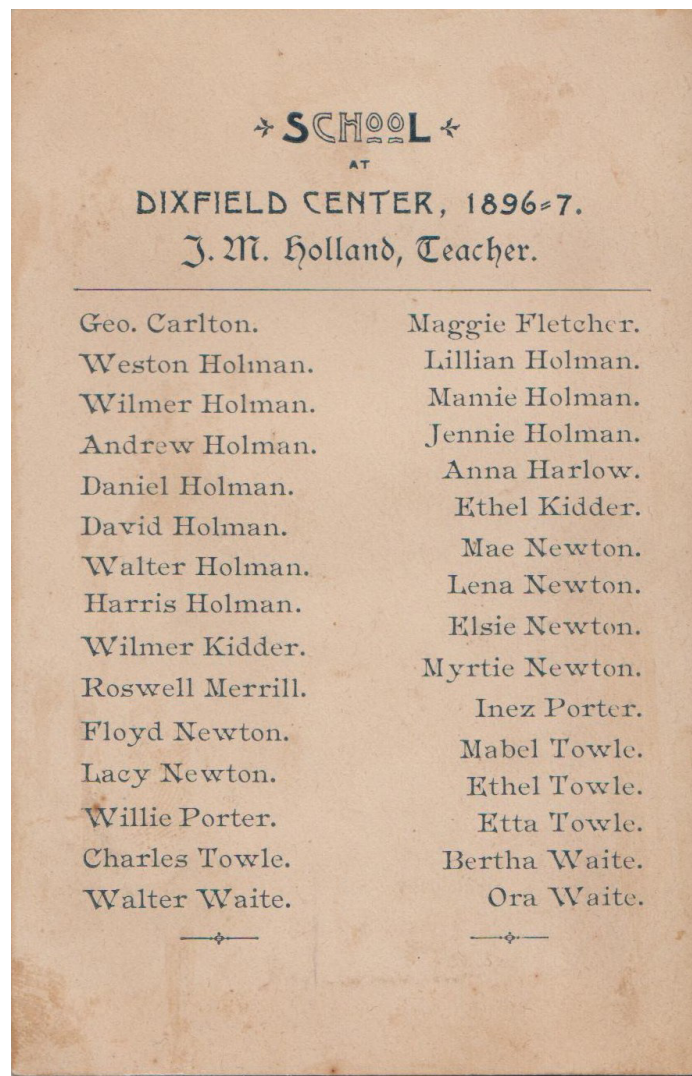 SCHOOL
AT
DIXFIELD CENTER, 1896-7.
J. M. Holland, Teacher.
Geo. Carlton.
Weston Holman.
Wilmer Holman.
Andrew Holman.
Daniel Holman.
David Holman.
Walter Holman.
Harris Holman.
Wilmer Kidder.
Roswell Merrill.
Floyd Newton.
Lacy Newton.
Willie Porter.
Charles Towle.
Walter Waite.
Maggie Fletcher.
Lillian Holman.
Mamie Holman.
Jennie Holman.
Anna Harlow.
Ethel Kidder.
Mae Newton.
Lena Newton.
Elsie Newton.
Myrtie Newton.
Inez Porter.
Mabel Towle.
Ethel Towle.
Etta Towle.
Bertha Waite.
Ora Waite.